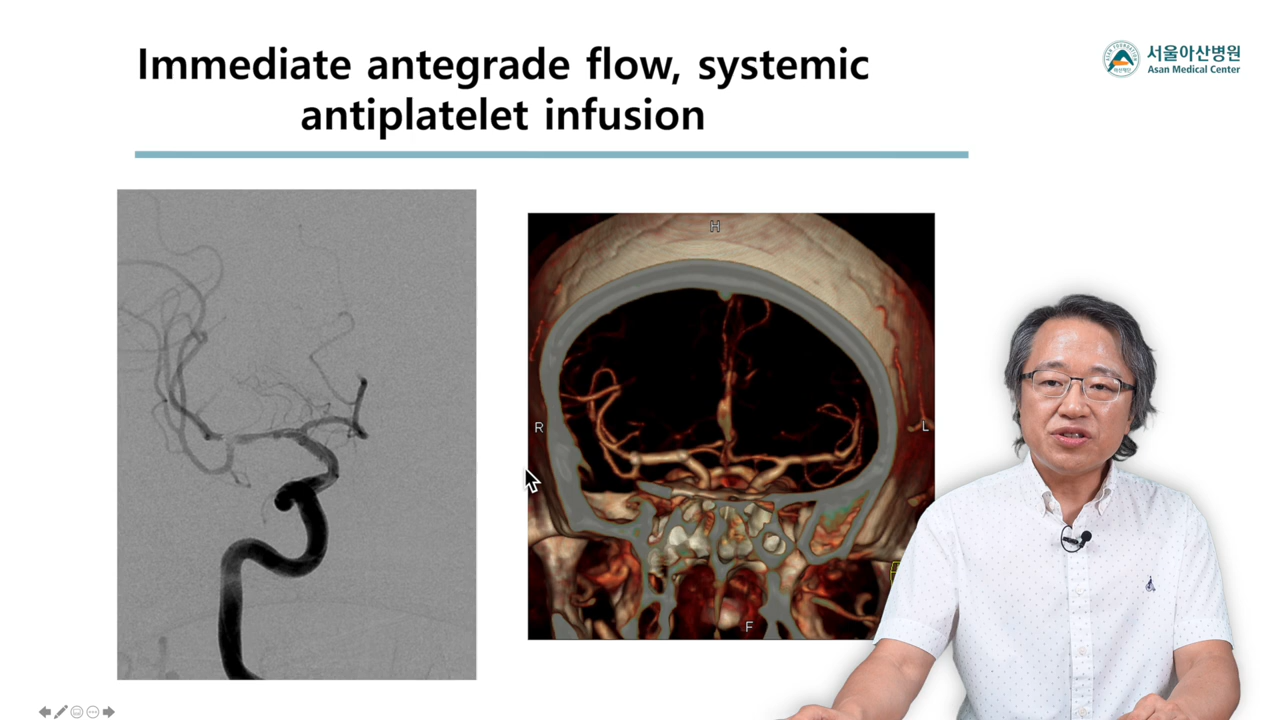 Immediate antegrade flow, systemic
antiplatelet infusion
서울아산병원
Asan Medical Center
H
R
L
F